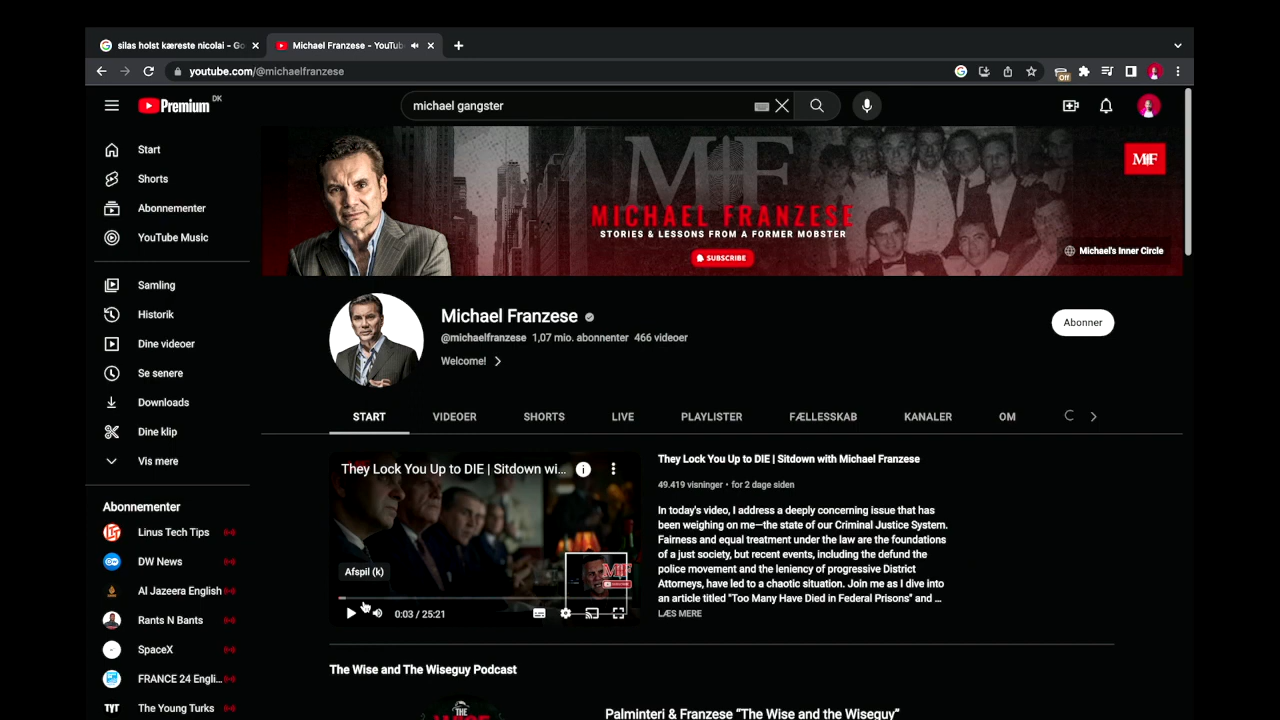 silas holst kæreste nicolai - Go
Michael Franzese - YouTub
youtube.com/@michaelfranzese
Off
Premium DK
michael gangster
Start
Shorts
Abonnementer
YouTube Music
Samling
Historik
Dine videoer
Se senere
Downloads
Dine klip
Vis mere
Abonnementer
Linus Tech Tips
DW News
Al Jazeera English
Rants N Bants
SpaceX
FRANCE 24 Engli...
TYT The Young Turks
MF
MICHAEL FRANZESE
STORIES & LESSONS FROM A FORMER MOBSTER
SUBSCRIBE
MF
Michael's Inner Circle
Michael Franzese
@michaelfranzese 1,07 mio. abonnenter 466 videoer
Welcome!
Abonner
START VIDEOER SHORTS LIVE PLAYLISTER FÆLLESSKAB KANALER OM
They Lock You Up to DIE | Sitdown wi...
Afspil (k)
MF
0:03 / 25:21
They Lock You Up to DIE | Sitdown with Michael Franzese
49.419 visninger • for 2 dage siden
In today's video, I address a deeply concerning issue that has
been weighing on me—the state of our Criminal Justice System.
Fairness and equal treatment under the law are the foundations
of a just society, but recent events, including the defund the
police movement and the leniency of progressive District
Attorneys, have led to a chaotic situation. Join me as I dive into
an article titled "Too Many Have Died in Federal Prisons" and ...
LÆS MERE
The Wise and The Wiseguy Podcast
THE
Palminteri & Franzese “The Wise and the Wiseguy”